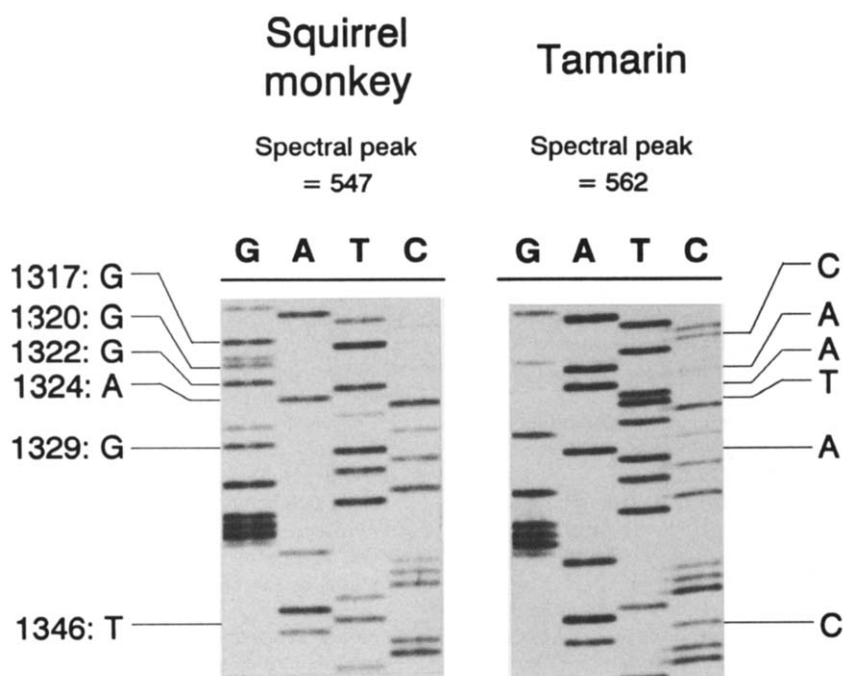 Squirrel
monkey
Tamarin
Spectral peak
= 547
Spectral peak
= 562
G A T C
G A T C
1317: G
1320: G
1322: G
1324: A
1329: G
1346: T
C
A
A
T
A
C